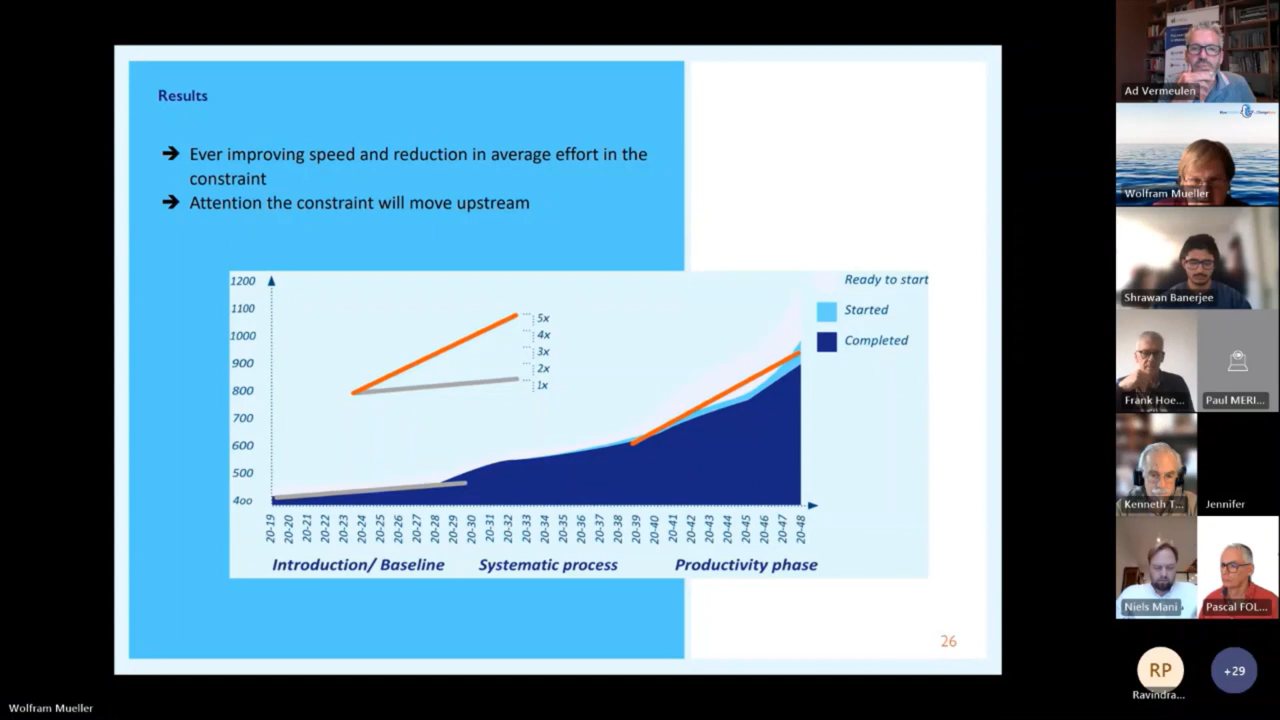 Results
➔ Ever improving speed and reduction in average effort in the
constraint
➔ Attention the constraint will move upstream
1200
1100
1000
900
800
700
600
500
400
5x
4x
3x
2x
1x
Ready to start
Started
Completed
20-19
20-20
20-21
20-22
20-23
20-24
20-25
20-26
20-27
20-28
20-29
20-30
20-31
20-32
20-33
20-34
20-35
20-36
20-37
20-38
20-39
20-40
20-41
20-42
20-43
20-44
20-45
20-46
20-47
20-48
Introduction/ Baseline
Systematic process
Productivity phase
26
Ad Vermeulen
Wolfram Mueller
Shrawan Banerjee
Frank Hoe...
Paul MERI...
Kenneth T...
Jennifer
Niels Mani
Pascal FOL...
RP
Ravindra...
+29
Wolfram Mueller